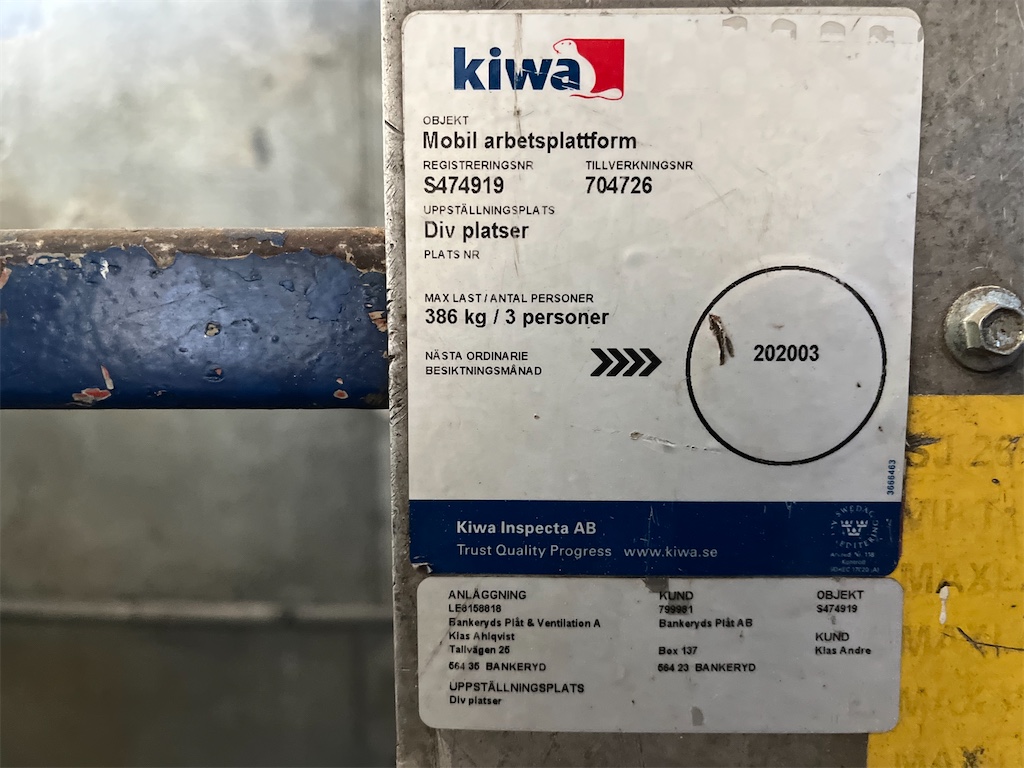 kiwa
OBJEKT
Mobil arbetsplattform
REGISTRERINGSNR TILLVERKNINGSNR
S474919 704726
UPPSTÄLLNINGSPLATS
Div platser
PLATS NR
MAX LAST / ANTAL PERSONER
386 kg / 3 personer
NÄSTA ORDINARIE
BESIKTNINGSMÅNAD
202003
3666463
Kiwa Inspecta AB
Trust Quality Progress www.kiwa.se
SWEDAC
ANLÄGGNING KUND OBJEKT
LE8158818 799981 S474919
Bankeryds Plåt & Ventilation A Bankeryds Plåt AB
Klas Ahlqvist KUND
Tallvägen 25 Box 137 Klas Andre
564 35 BANKERYD 564 23 BANKERYD
UPPSTÄLLNINGSPLATS
Div platser